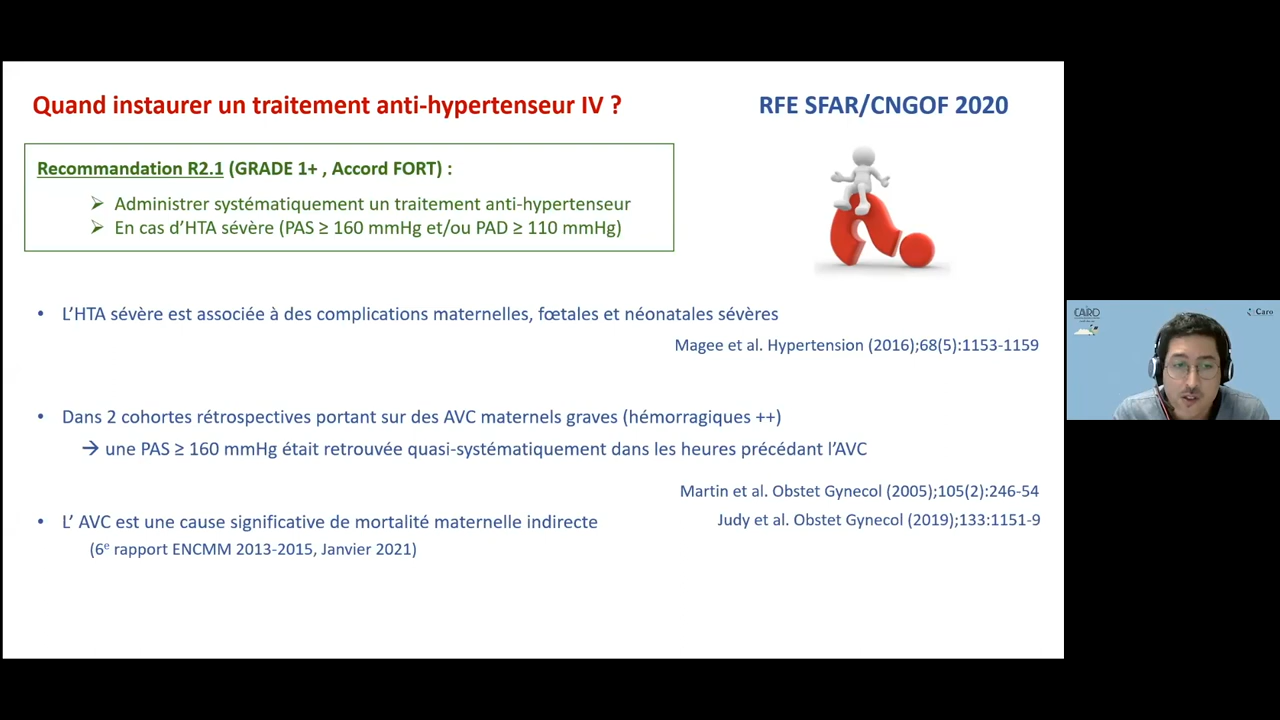 Quand instaurer un traitement anti-hypertenseur IV ?
RFE SFAR/CNGOF 2020
Recommandation R2.1 (GRADE 1+ , Accord FORT) :
➢ Administrer systématiquement un traitement anti-hypertenseur
➢ En cas d’HTA sévère (PAS ≥ 160 mmHg et/ou PAD ≥ 110 mmHg)
• L’HTA sévère est associée à des complications maternelles, fœtales et néonatales sévères
Magee et al. Hypertension (2016);68(5):1153-1159
• Dans 2 cohortes rétrospectives portant sur des AVC maternels graves (hémorragiques ++)
→ une PAS ≥ 160 mmHg était retrouvée quasi-systématiquement dans les heures précédant l’AVC
Martin et al. Obstet Gynecol (2005);105(2):246-54
Judy et al. Obstet Gynecol (2019);133:1151-9
• L’ AVC est une cause significative de mortalité maternelle indirecte
(6e rapport ENCMM 2013-2015, Janvier 2021)
CARO
Caro